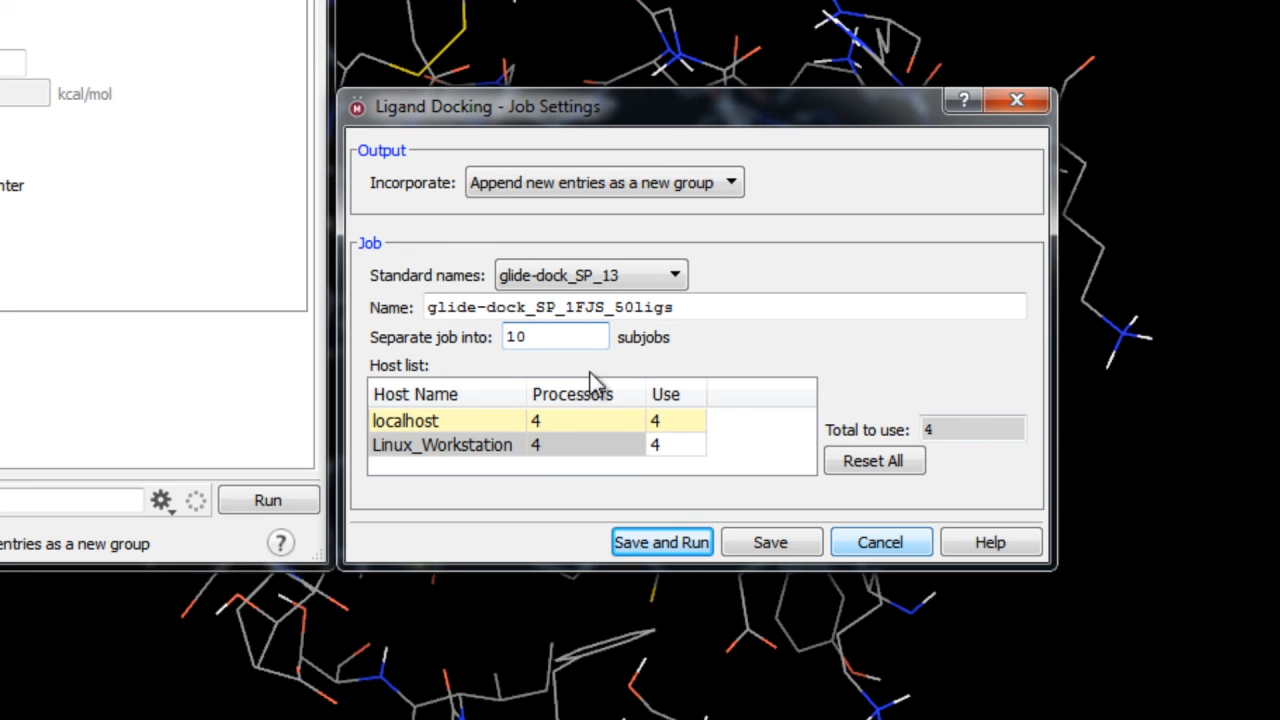 kcal/mol
nter
Run
entries as a new group
?
Ligand Docking - Job Settings
?
Output
Incorporate: Append new entries as a new group
Job
Standard names: glide-dock_SP_13
Name: glide-dock_SP_1FJS_50ligs
Separate job into: 10 subjobs
Host list:
Host Name Processors Use
localhost 4 4
Linux_Workstation 4 4
Total to use: 4
Reset All
Save and Run Save Cancel Help